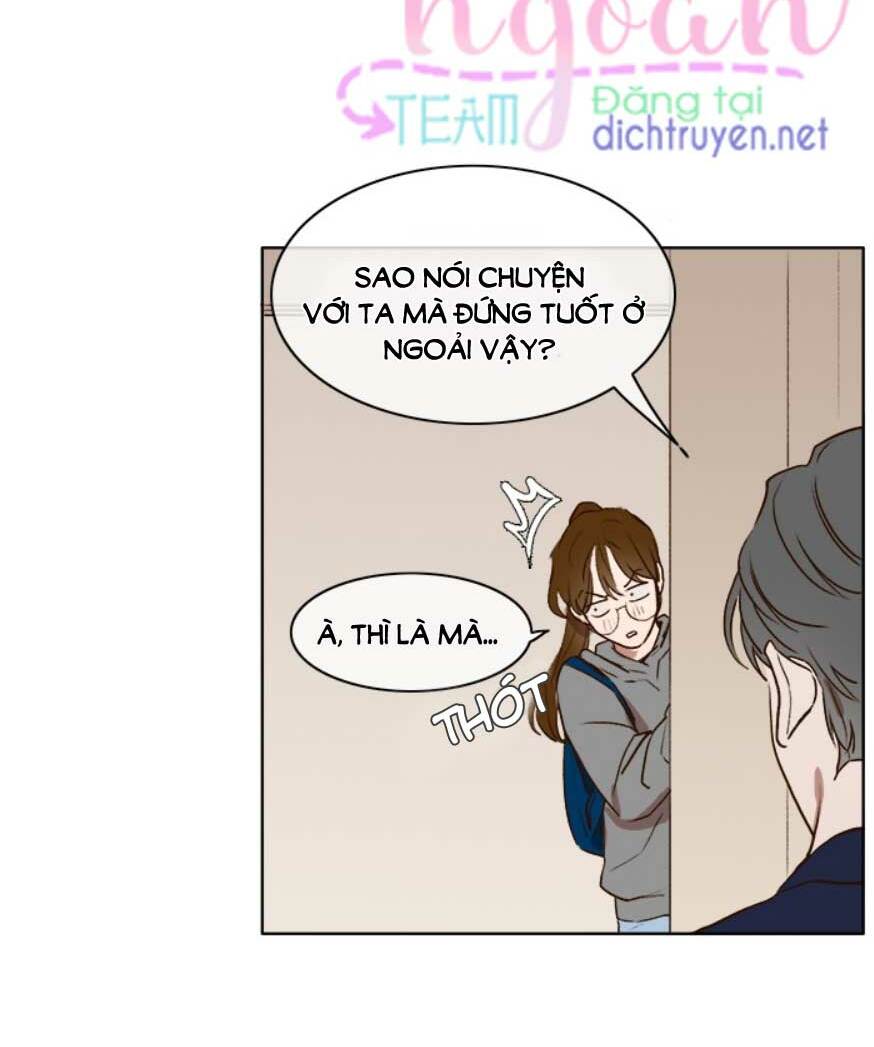 ngoan
TEAM
Đăng tại
dichtruyen.net
SAO NÓI CHUYỆN
VỚI TA MÀ ĐỨNG TUỐT Ở
NGOẢI VẬY?
À, THÌ LÀ MÀ...
THÓT